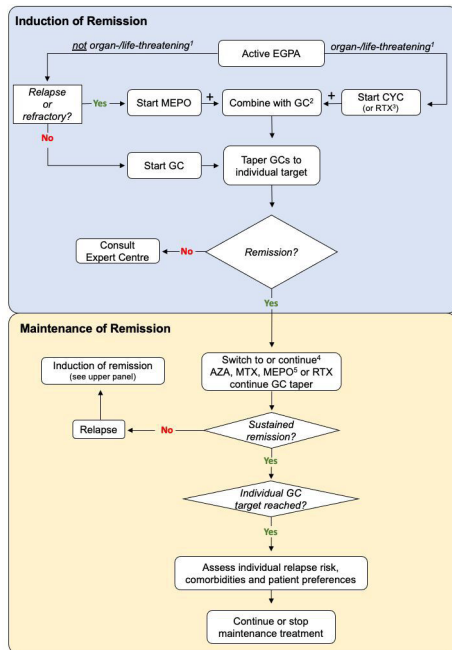 Induction of Remission
not organ-/life-threatening¹
Active EGPA
organ-/life-threatening¹
Relapse
or
refractory?
Yes
Start MEPO
+
Combine with GC²
+
Start CYC
(or RTX³)
No
Start GC
Taper GCs to
individual target
Consult
Expert Centre
No
Remission?
Yes
Maintenance of Remission
Induction of remission
(see upper panel)
Switch to or continue⁴
AZA, MTX, MEPO⁵ or RTX
continue GC taper
Relapse
No
Sustained
remission?
Yes
Individual GC
target reached?
Yes
Assess individual relapse risk,
comorbidities and patient preferences
Continue or stop
maintenance treatment